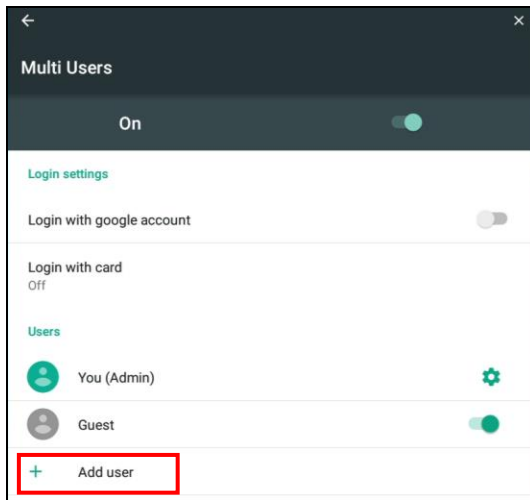 Multi Users
On
Login settings
Login with google account
Login with card
Off
Users
You (Admin)
Guest
Add user